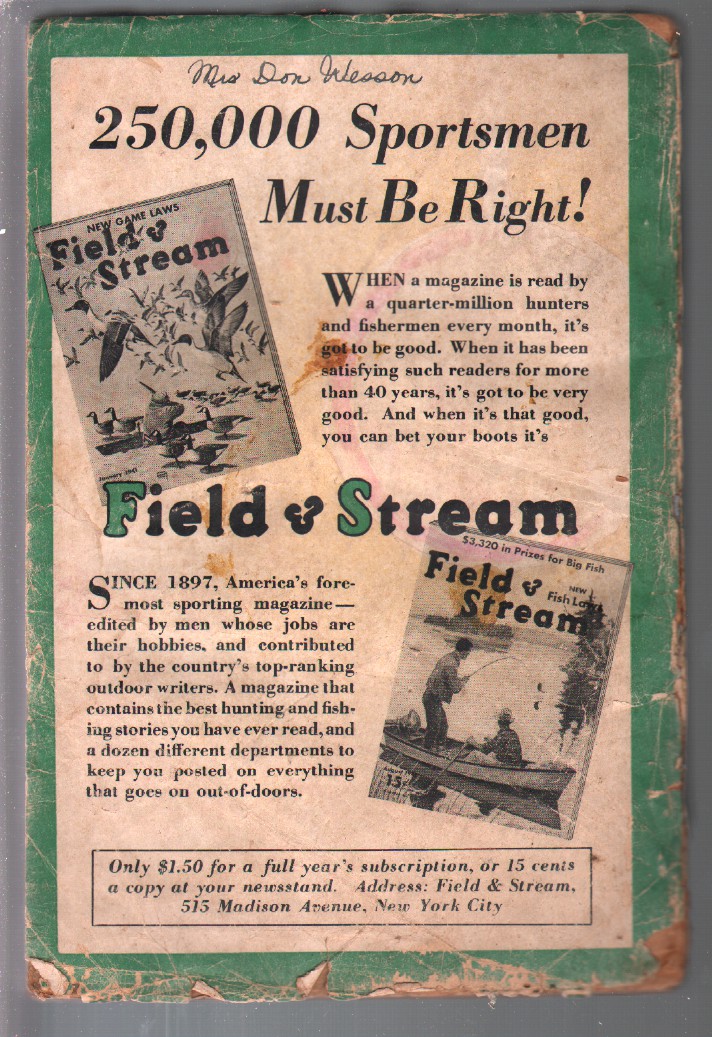 Mrs Don Wesson
250,000 Sportsmen
Must Be Right!
NEW GAME LAWS
Field &
Stream
January 1941
WHEN a magazine is read by
a quarter-million hunters
and fishermen every month, it's
got to be good. When it has been
satisfying such readers for more
than 40 years, it's got to be very
good. And when it's that good,
you can bet your boots it's
Field & Stream
SINCE 1897, America's fore-
most sporting magazine—
edited by men whose jobs are
their hobbies, and contributed
to by the country's top-ranking
outdoor writers. A magazine that
contains the best hunting and fish-
ing stories you have ever read, and
a dozen different departments to
keep you posted on everything
that goes on out-of-doors.
$3,320 in Prizes for Big Fish
Field &
Stream
NEW
Fish Laws
15c
Only $1.50 for a full year's subscription, or 15 cents
a copy at your newsstand. Address: Field & Stream,
515 Madison Avenue, New York City